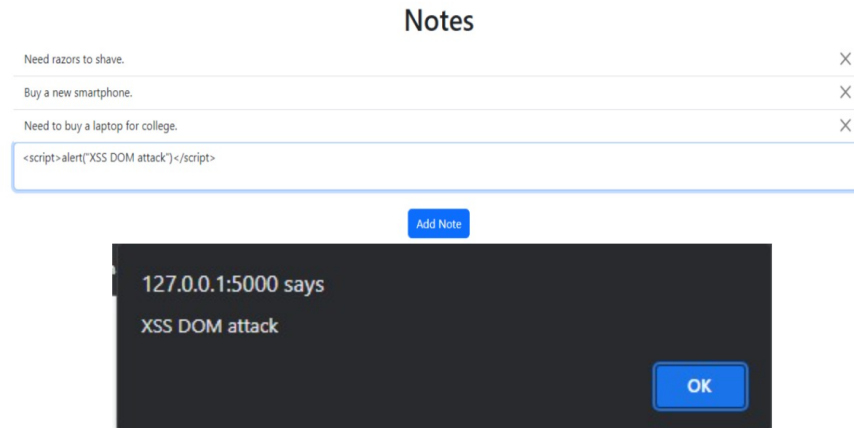 Notes
Need razors to shave.
Buy a new smartphone.
Need to buy a laptop for college.
<script>alert("XSS DOM attack")</script>
Add Note
127.0.0.1:5000 says
XSS DOM attack
OK